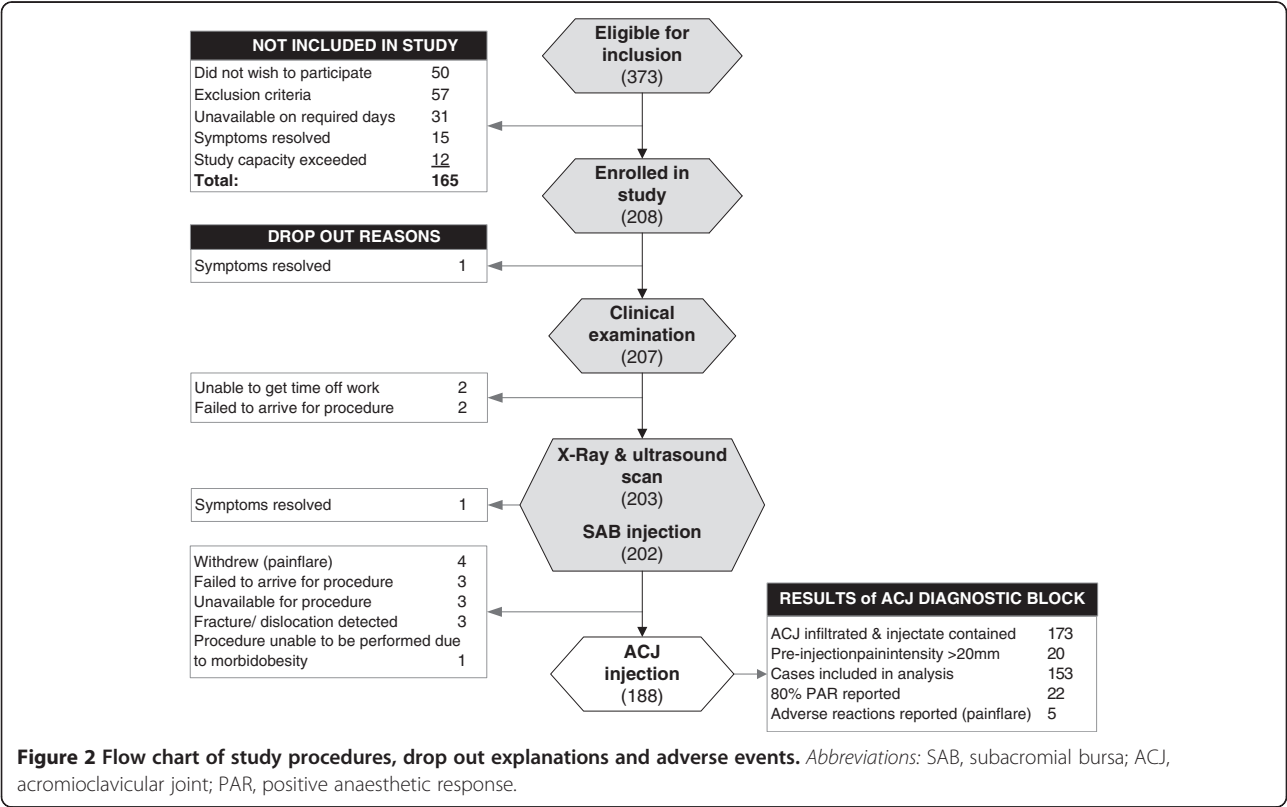 Eligible for
inclusion
(373)
NOT INCLUDED IN STUDY
Did not wish to participate 50
Exclusion criteria 57
Unavailable on required days 31
Symptoms resolved 15
Study capacity exceeded 12
Total: 165
Enrolled in
study
(208)
DROP OUT REASONS
Symptoms resolved 1
Clinical
examination
(207)
Unable to get time off work 2
Failed to arrive for procedure 2
X-Ray & ultrasound
scan
(203)
SAB injection
(202)
Symptoms resolved 1
Withdrew (painflare) 4
Failed to arrive for procedure 3
Unavailable for procedure 3
Fracture/ dislocation detected 3
Procedure unable to be performed due
to morbidobesity 1
ACJ
injection
(188)
RESULTS of ACJ DIAGNOSTIC BLOCK
ACJ infiltrated & injectate contained 173
Pre-injectionpainintensity >20mm 20
Cases included in analysis 153
80% PAR reported 22
Adverse reactions reported (painflare) 5
Figure 2 Flow chart of study procedures, drop out explanations and adverse events. Abbreviations: SAB, subacromial bursa; ACJ,
acromioclavicular joint; PAR, positive anaesthetic response.